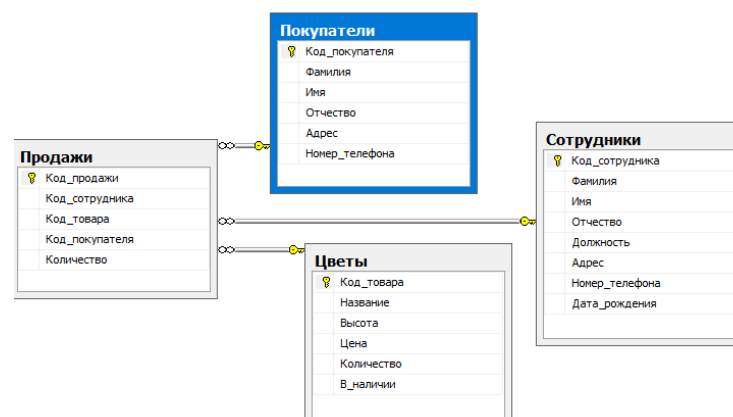 Покупатели
Код_покупателя
Фамилия
Имя
Отчество
Адрес
Номер_телефона
Продажи
Код_продажи
Код_сотрудника
Код_товара
Код_покупателя
Количество
Сотрудники
Код_сотрудника
Фамилия
Имя
Отчество
Должность
Адрес
Номер_телефона
Дата_рождения
Цветы
Код_товара
Название
Высота
Цена
Количество
В_наличии